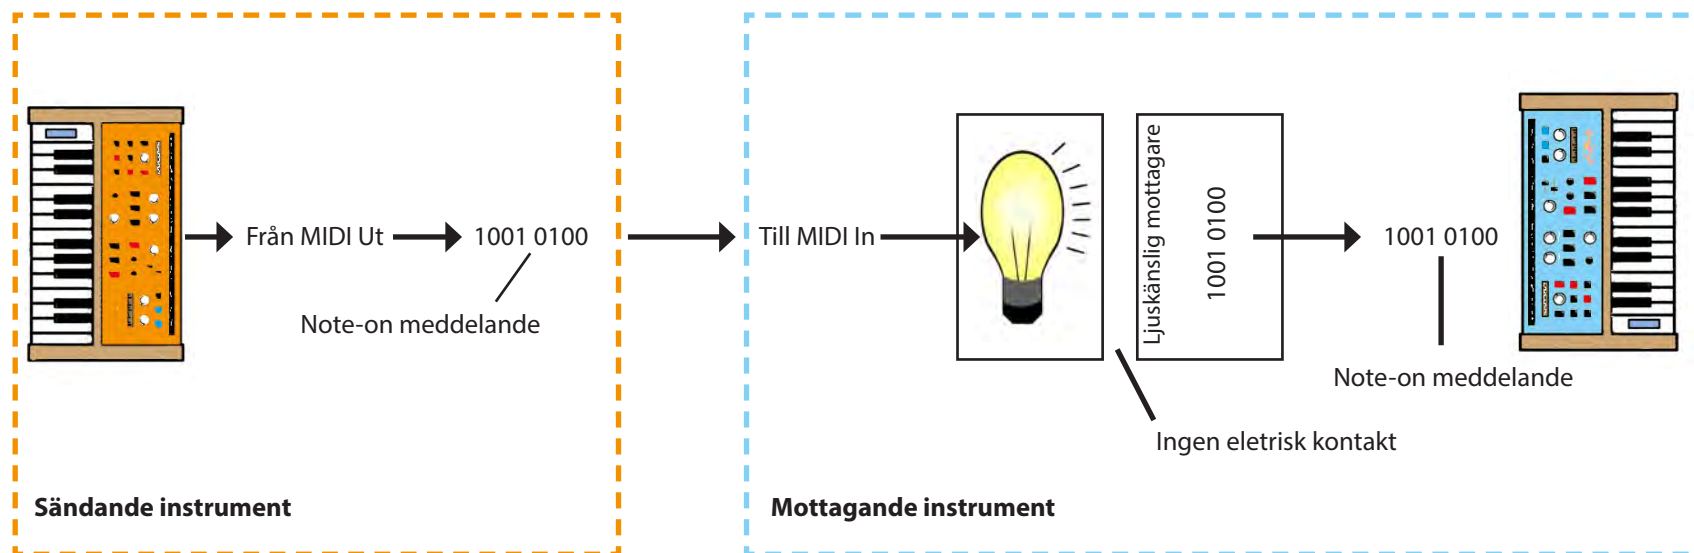 Från MIDI Ut
1001 0100
Note-on meddelande
Sändande instrument
Till MIDI In
Ljuskänslig mottagare
1001 0100
Ingen eletrisk kontakt
1001 0100
Note-on meddelande
Mottagande instrument